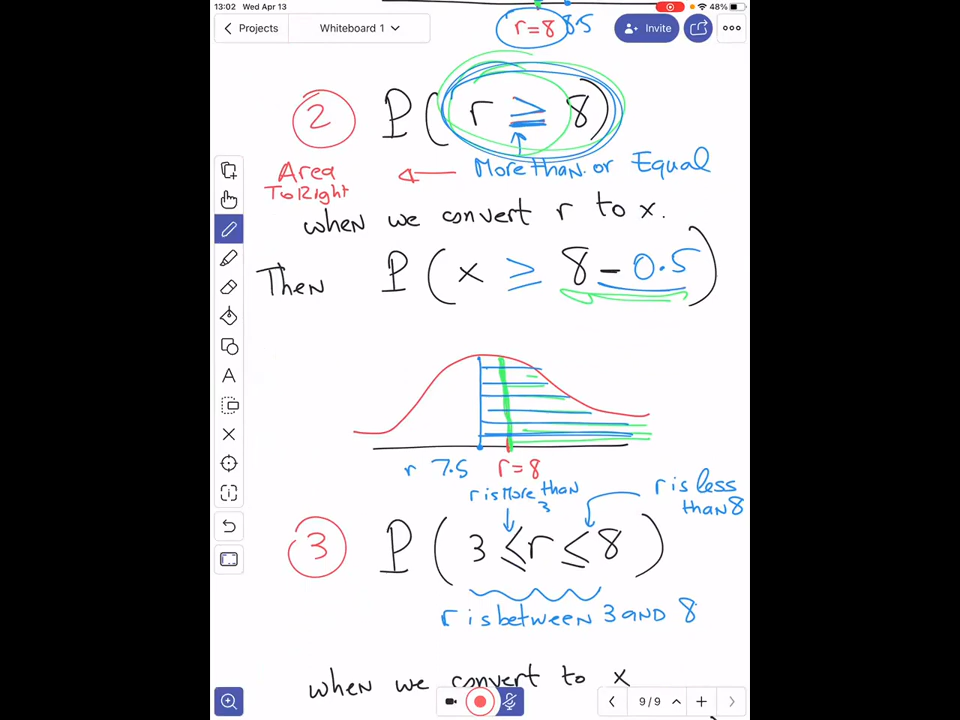 13:02 Wed Apr 13
48%
Projects
Whiteboard 1
Invite
r=8 8.5
2 P( r ≥ 8 )
Area
To Right
More than or Equal
when we convert r to x.
Then P( x ≥ 8 - 0.5 )
r 7.5 r=8
r is More than
3
r is less
than 8
3 P( 3 ≤ r ≤ 8 )
r is between 3 AND 8
when we convert to x
9/9